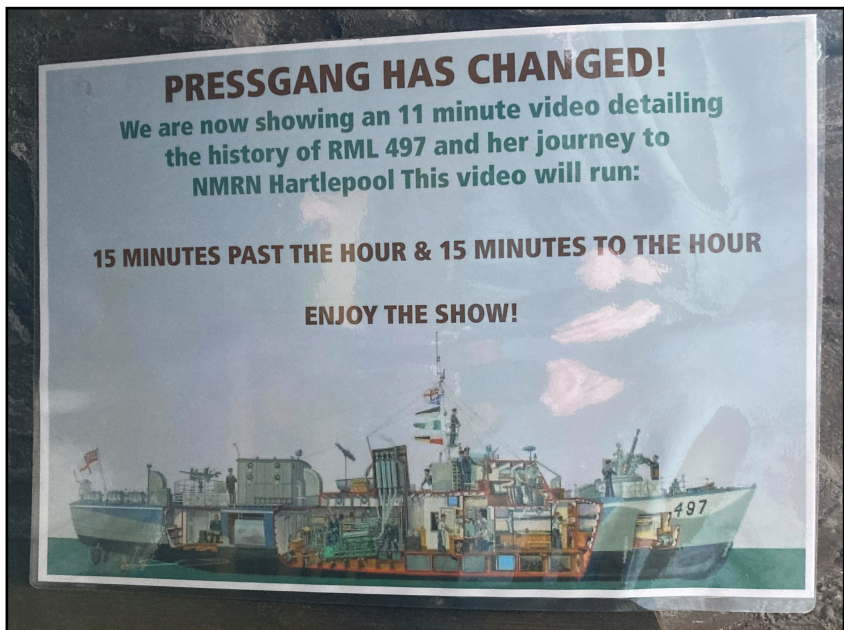 PRESSGANG HAS CHANGED!
We are now showing an 11 minute video detailing
the history of RML 497 and her journey to
NMRN Hartlepool This video will run:
15 MINUTES PAST THE HOUR & 15 MINUTES TO THE HOUR
ENJOY THE SHOW!
497